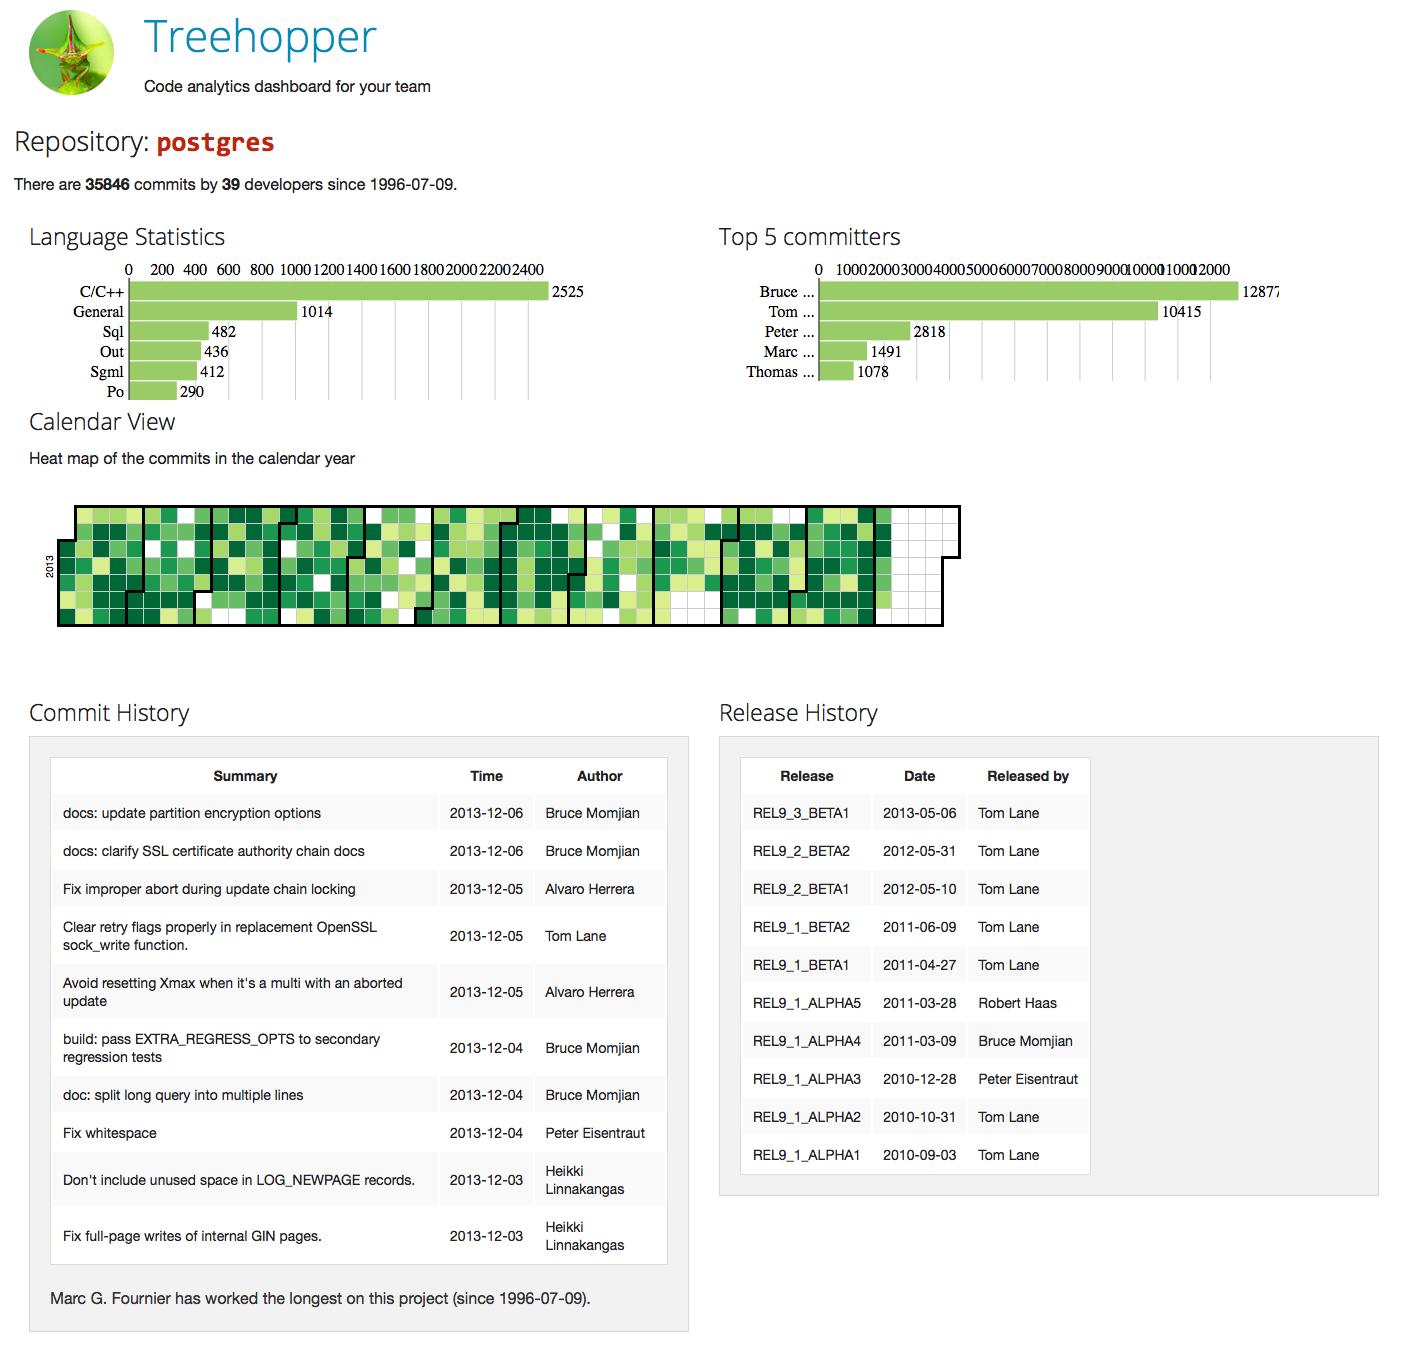 Treehopper
Code analytics dashboard for your team
Repository: postgres
There are 35846 commits by 39 developers since 1996-07-09.
Language Statistics
0 200 400 600 800 1000 1200 1400 1600 1800 2000 2200 2400
C/C++ 2525
General 1014
Sql 482
Out 436
Sgml 412
Po 290
Top 5 committers
0 1000 2000 3000 4000 5000 6000 7000 8000 9000 10000 11000 12000
Bruce ... 12877
Tom ... 10415
Peter ... 2818
Marc ... 1491
Thomas ... 1078
Calendar View
Heat map of the commits in the calendar year
2013
Commit History
Summary Time Author
docs: update partition encryption options 2013-12-06 Bruce Momjian
docs: clarify SSL certificate authority chain docs 2013-12-06 Bruce Momjian
Fix improper abort during update chain locking 2013-12-05 Alvaro Herrera
Clear retry flags properly in replacement OpenSSL
sock_write function. 2013-12-05 Tom Lane
Avoid resetting Xmax when it's a multi with an aborted
update 2013-12-05 Alvaro Herrera
build: pass EXTRA_REGRESS_OPTS to secondary
regression tests 2013-12-04 Bruce Momjian
doc: split long query into multiple lines 2013-12-04 Bruce Momjian
Fix whitespace 2013-12-04 Peter Eisentraut
Don't include unused space in LOG_NEWPAGE records. 2013-12-03 Heikki
Linnakangas
Fix full-page writes of internal GIN pages. 2013-12-03 Heikki
Linnakangas
Marc G. Fournier has worked the longest on this project (since 1996-07-09).
Release History
Release Date Released by
REL9_3_BETA1 2013-05-06 Tom Lane
REL9_2_BETA2 2012-05-31 Tom Lane
REL9_2_BETA1 2012-05-10 Tom Lane
REL9_1_BETA2 2011-06-09 Tom Lane
REL9_1_BETA1 2011-04-27 Tom Lane
REL9_1_ALPHA5 2011-03-28 Robert Haas
REL9_1_ALPHA4 2011-03-09 Bruce Momjian
REL9_1_ALPHA3 2010-12-28 Peter Eisentraut
REL9_1_ALPHA2 2010-10-31 Tom Lane
REL9_1_ALPHA1 2010-09-03 Tom Lane